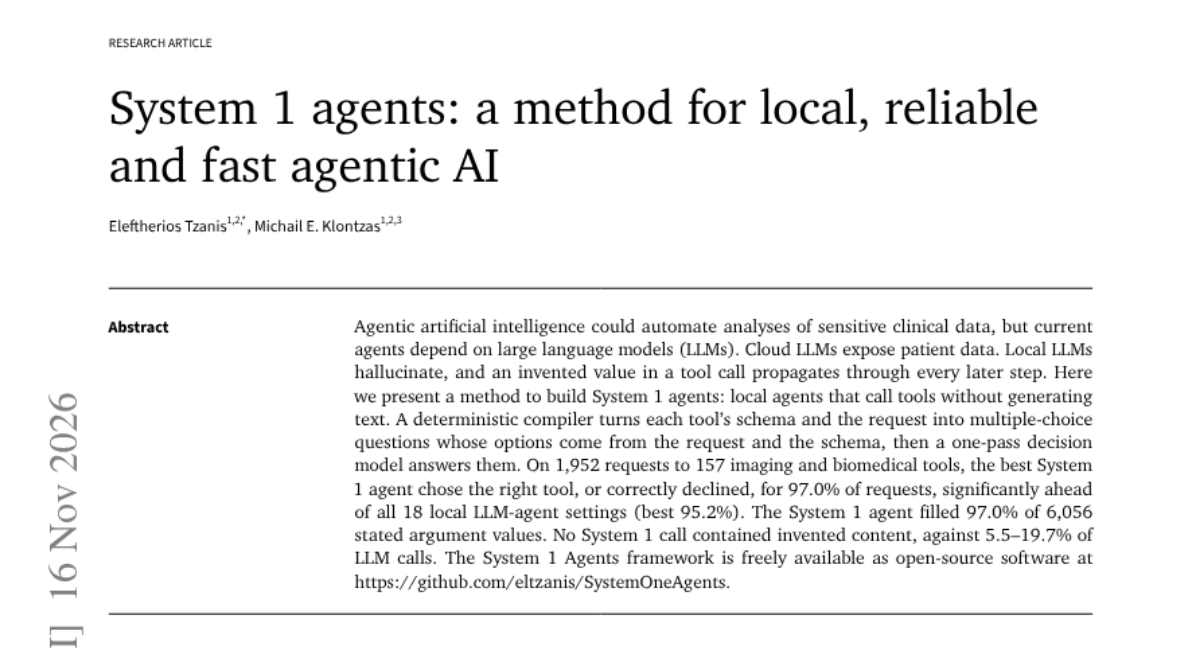 RESEARCH ARTICLE
System 1 agents: a method for local, reliable
and fast agentic AI
Eleftherios Tzanis1,2,*, Michail E. Klontzas1,2,3
Abstract
Agentic artificial intelligence could automate analyses of sensitive clinical data, but current
agents depend on large language models (LLMs). Cloud LLMs expose patient data. Local LLMs
hallucinate, and an invented value in a tool call propagates through every later step. Here
we present a method to build System 1 agents: local agents that call tools without generating
text. A deterministic compiler turns each tool's schema and the request into multiple-choice
questions whose options come from the request and the schema, then a one-pass decision
model answers them. On 1,952 requests to 157 imaging and biomedical tools, the best System
1 agent chose the right tool, or correctly declined, for 97.0% of requests, significantly ahead
of all 18 local LLM-agent settings (best 95.2%). The System 1 agent filled 97.0% of 6,056
stated argument values. No System 1 call contained invented content, against 5.5–19.7% of
LLM calls. The System 1 Agents framework is freely available as open-source software at
https://github.com/eltzanis/SystemOneAgents.
I] 16 Nov 2026